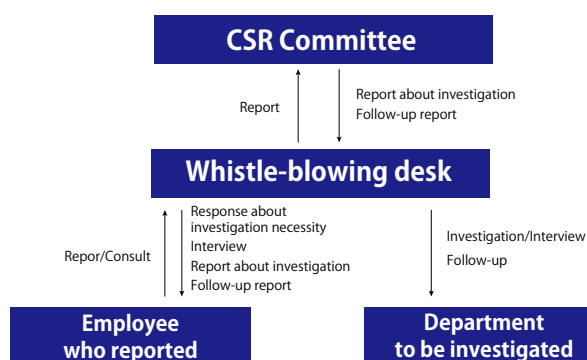 CSR Committee
Report
Report about investigation
Follow-up report
Whistle-blowing desk
Repor/Consult
Response about
investigation necessity
Interview
Report about investigation
Follow-up report
Investigation/Interview
Follow-up
Employee
who reported
Department
to be investigated